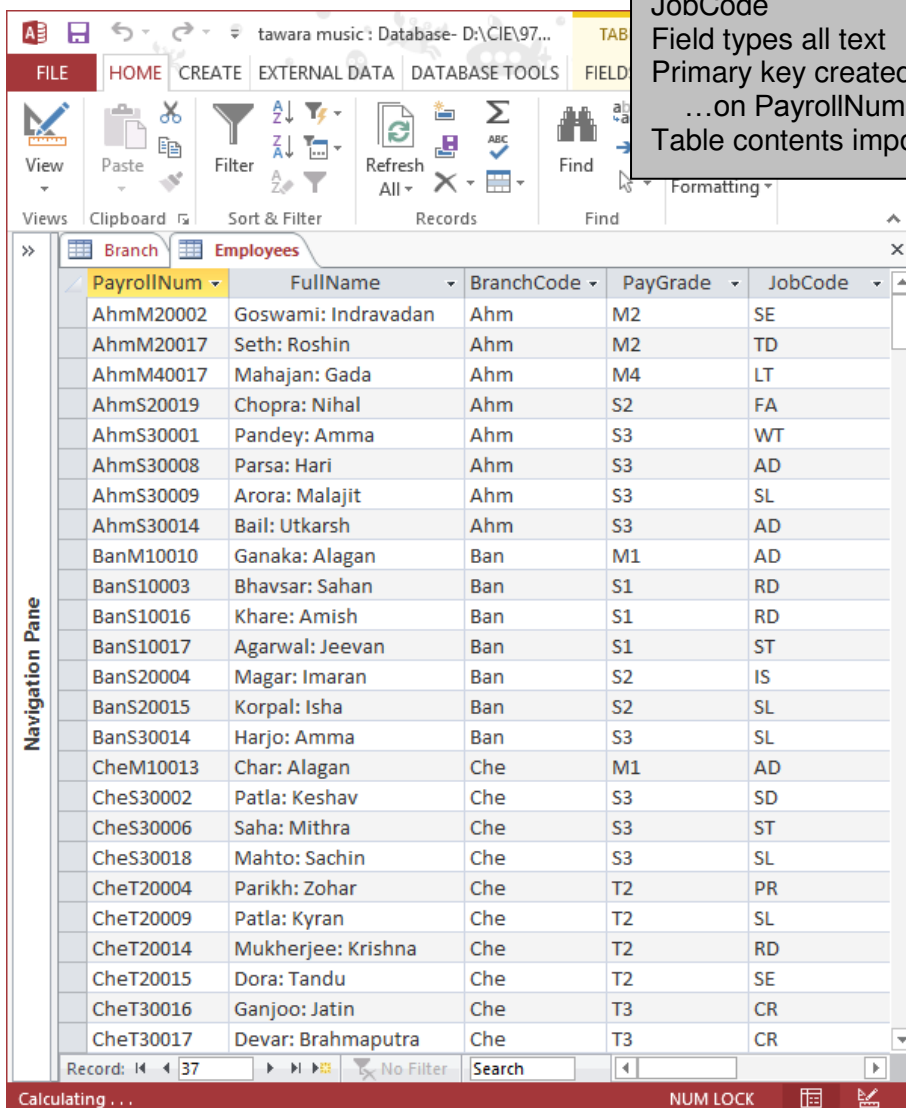 tawara music : Database- D:\CIE\97...
TAB
JobCode
Field types all text
Primary key created
…on PayrollNum
Table contents impo
FILE HOME CREATE EXTERNAL DATA DATABASE TOOLS FIELD
View
Paste
Filter
Refresh All
Find
Formatting
Views Clipboard Sort & Filter Records Find
Branch Employees
PayrollNum FullName BranchCode PayGrade JobCode
AhmM20002 Goswami: Indravadan Ahm M2 SE
AhmM20017 Seth: Roshin Ahm M2 TD
AhmM40017 Mahajan: Gada Ahm M4 LT
AhmS20019 Chopra: Nihal Ahm S2 FA
AhmS30001 Pandey: Amma Ahm S3 WT
AhmS30008 Parsa: Hari Ahm S3 AD
AhmS30009 Arora: Malajit Ahm S3 SL
AhmS30014 Bail: Utkarsh Ahm S3 AD
BanM10010 Ganaka: Alagan Ban M1 AD
BanS10003 Bhavsar: Sahan Ban S1 RD
BanS10016 Khare: Amish Ban S1 RD
BanS10017 Agarwal: Jeevan Ban S1 ST
BanS20004 Magar: Imaran Ban S2 IS
BanS20015 Korpal: Isha Ban S2 SL
BanS30014 Harjo: Amma Ban S3 SL
CheM10013 Char: Alagan Che M1 AD
CheS30002 Patla: Keshav Che S3 SD
CheS30006 Saha: Mithra Che S3 ST
CheS30018 Mahto: Sachin Che S3 SL
CheT20004 Parikh: Zohar Che T2 PR
CheT20009 Patla: Kyran Che T2 SL
CheT20014 Mukherjee: Krishna Che T2 RD
CheT20015 Dora: Tandu Che T2 SE
CheT30016 Ganjoo: Jatin Che T3 CR
CheT30017 Devar: Brahmaputra Che T3 CR
Navigation Pane
Record: 37 No Filter Search
Calculating . . . NUM LOCK